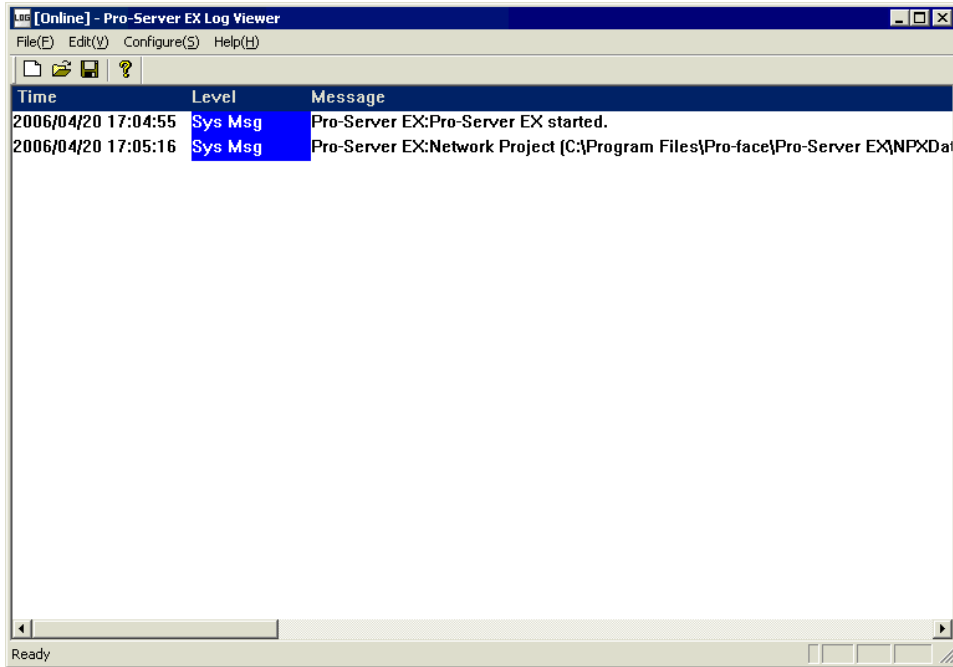 LOG [Online] - Pro-Server EX Log Viewer
File(F) Edit(V) Configure(S) Help(H)
Time Level Message
2006/04/20 17:04:55 Sys Msg Pro-Server EX:Pro-Server EX started.
2006/04/20 17:05:16 Sys Msg Pro-Server EX:Network Project (C:\Program Files\Pro-face\Pro-Server EX\NPXDat
Ready